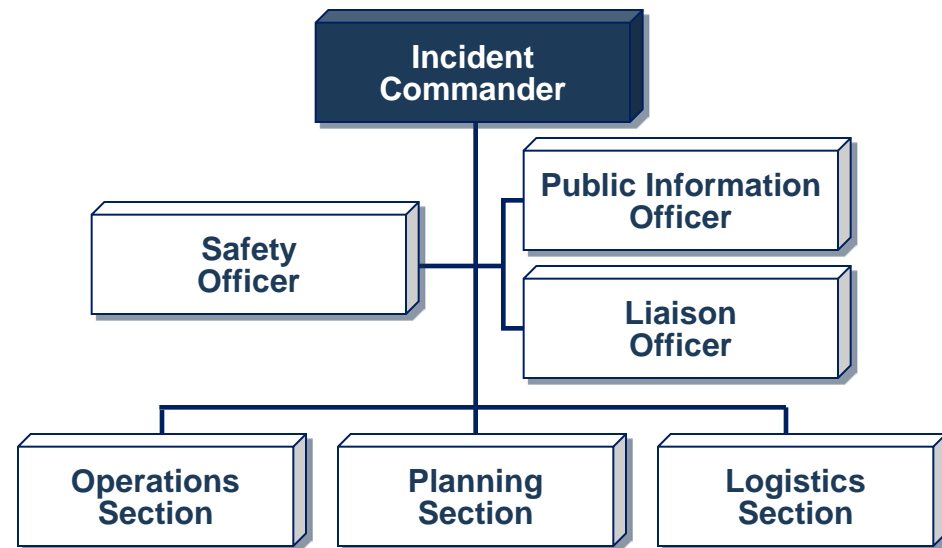 Incident
Commander
Public Information
Officer
Safety
Officer
Liaison
Officer
Operations
Section
Planning
Section
Logistics
Section